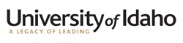 University of Idaho
A LEGACY OF LEADING